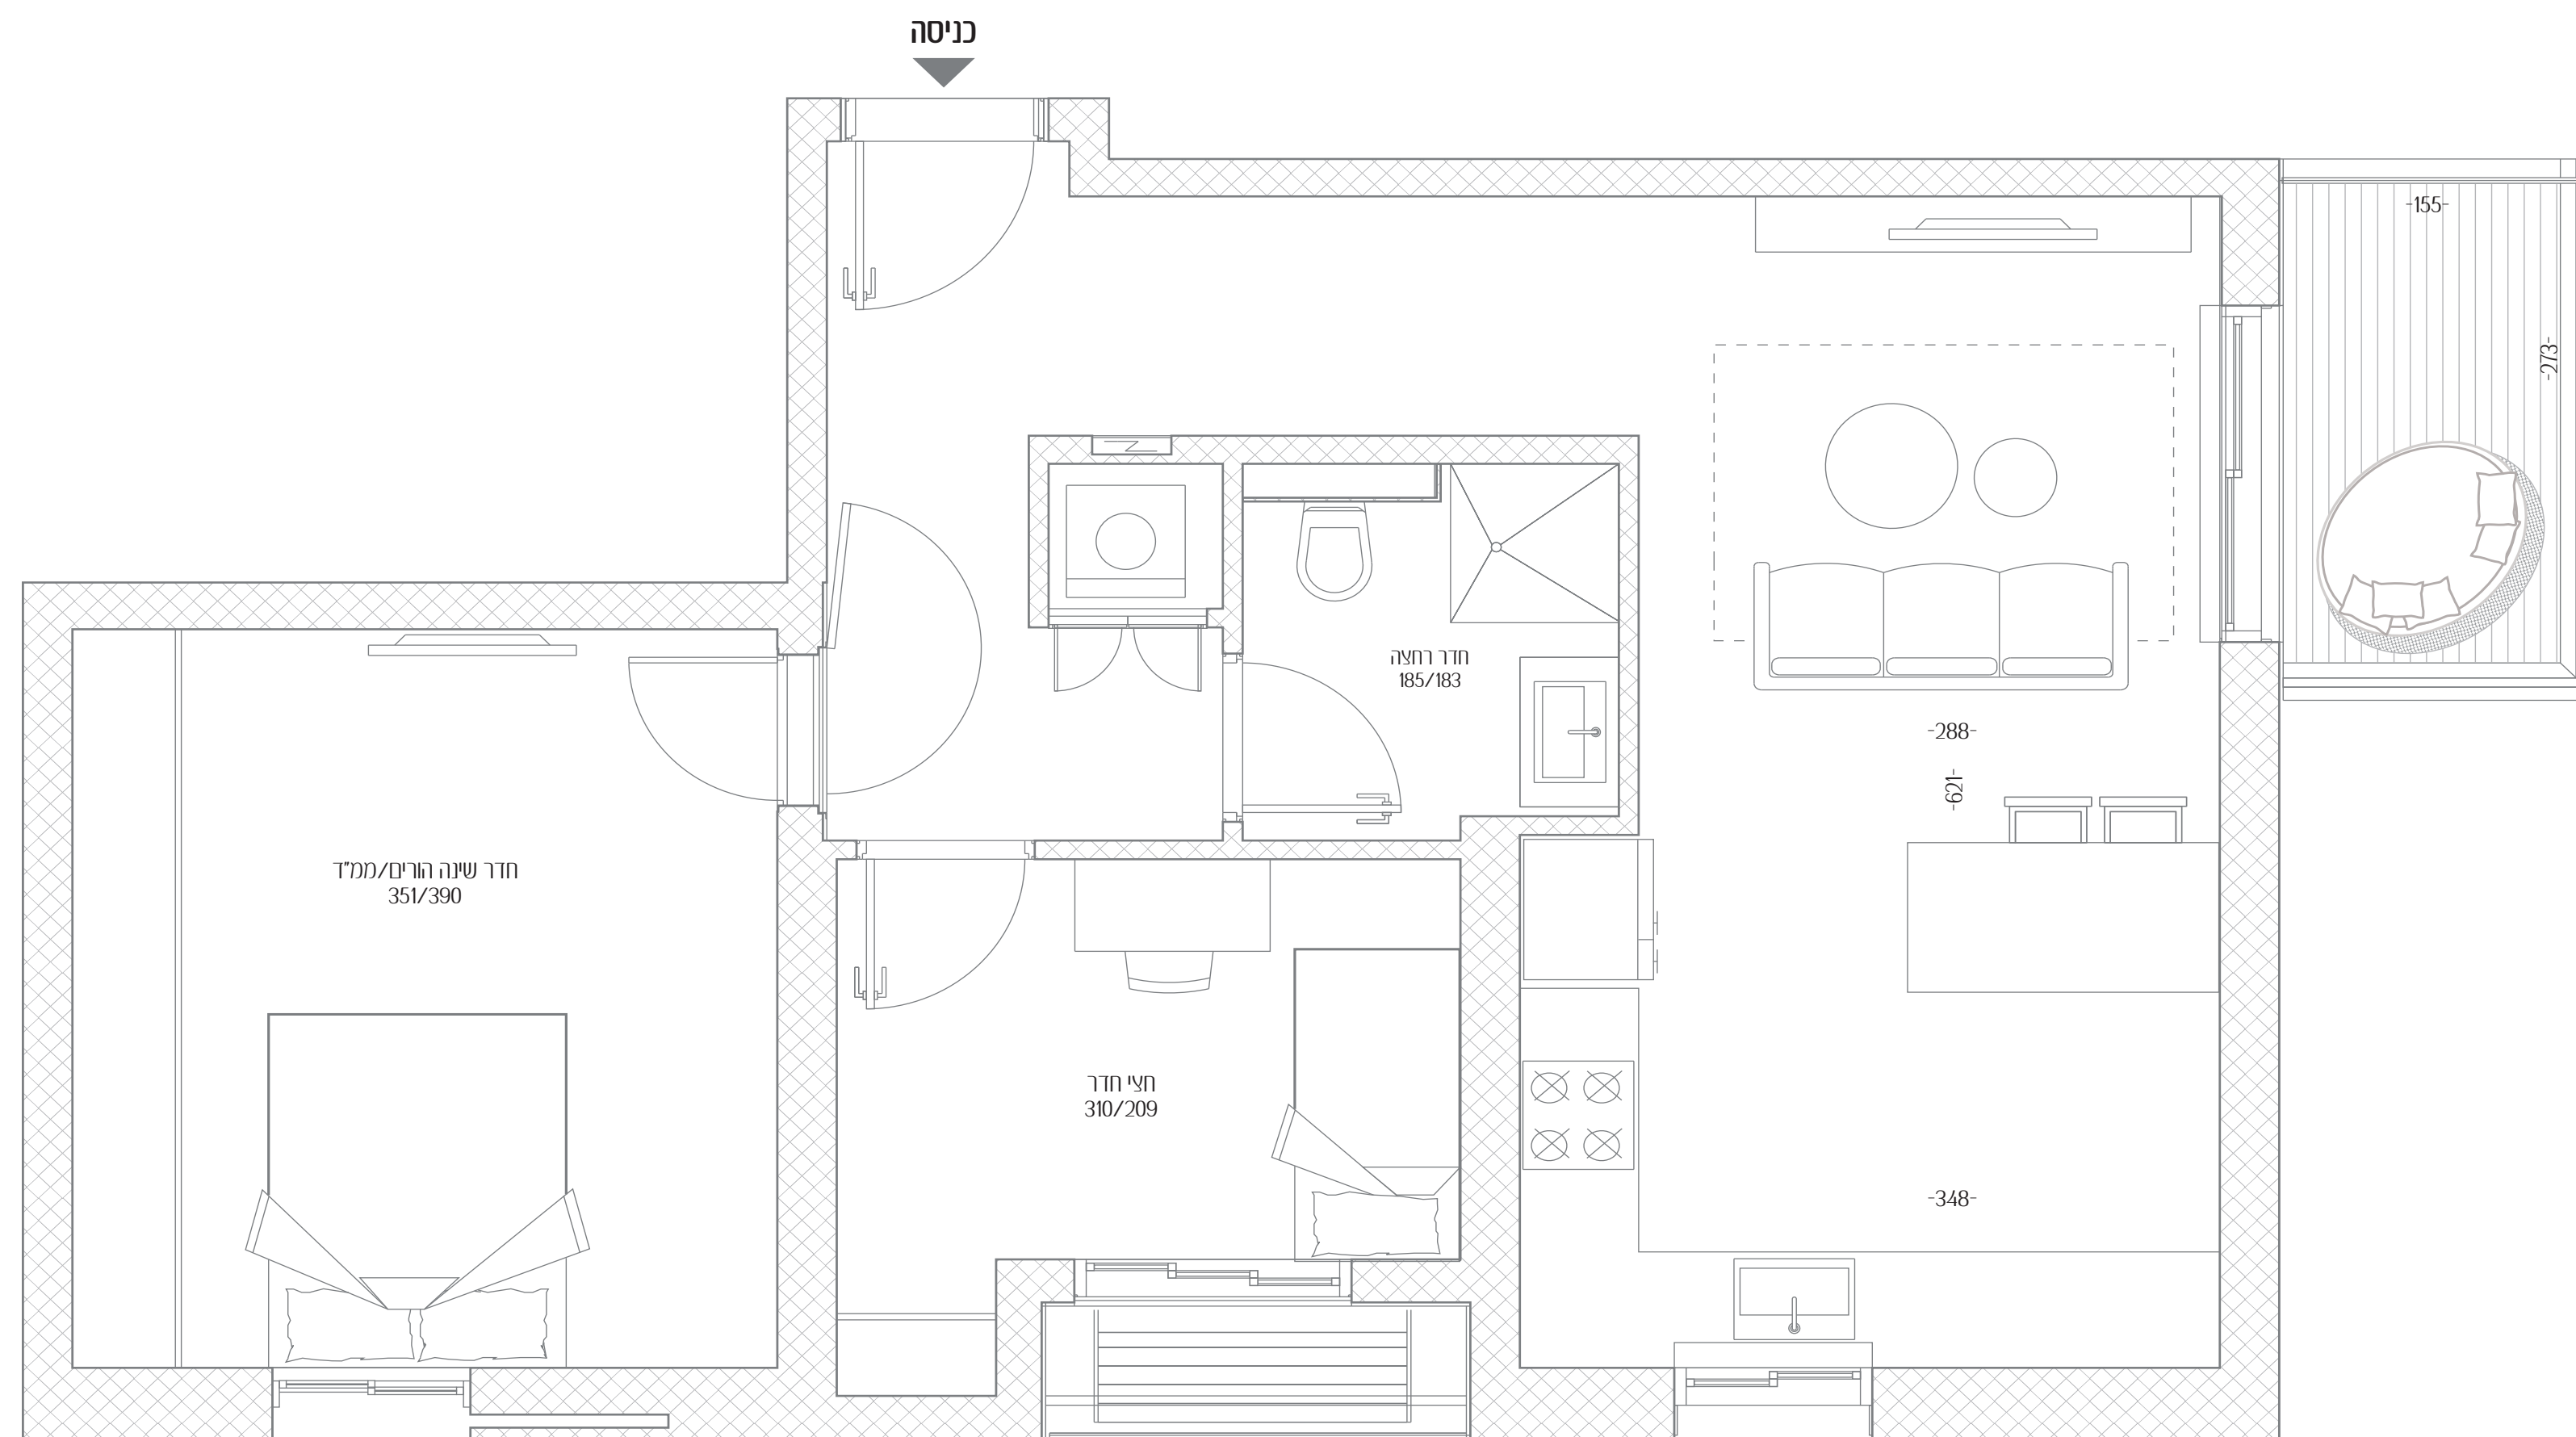 כניסה
-155-
-273-
חדר רחצה
185/183
-288-
-621-
חדר שינה הורים/ממ"ד
351/390
חצי חדר
310/209
-348-